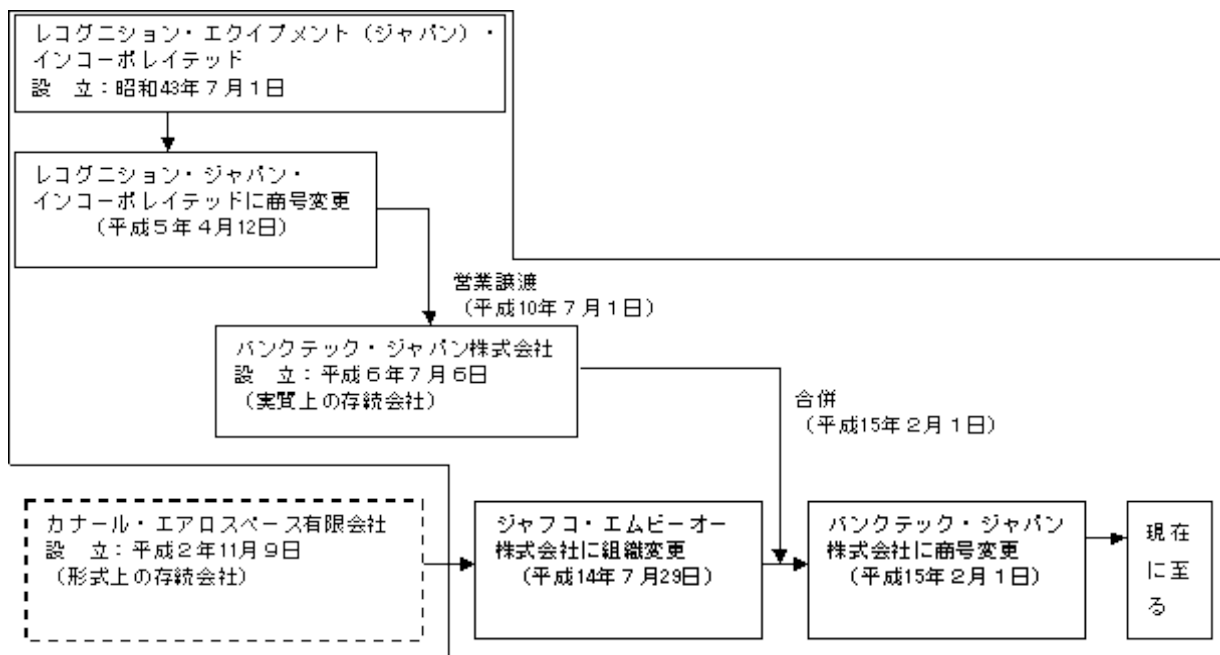 レコグニション・エクイプメント（ジャパン）・
インコーポレイテッド
設　立：昭和43年７月１日
レコグニション・ジャパン・
インコーポレイテッドに商号変更
（平成５年４月12日）
営業譲渡
（平成10年７月１日）
バンクテック・ジャパン株式会社
設　立：平成６年７月６日
（実質上の存続会社）
合併
（平成15年２月１日）
カナール・エアロスペース有限会社
設　立：平成２年11月９日
（形式上の存続会社）
ジャフコ・エムビーオー
株式会社に組織変更
（平成14年７月29日）
バンクテック・ジャパン
株式会社に商号変更
（平成15年２月１日）
現在
に至
る